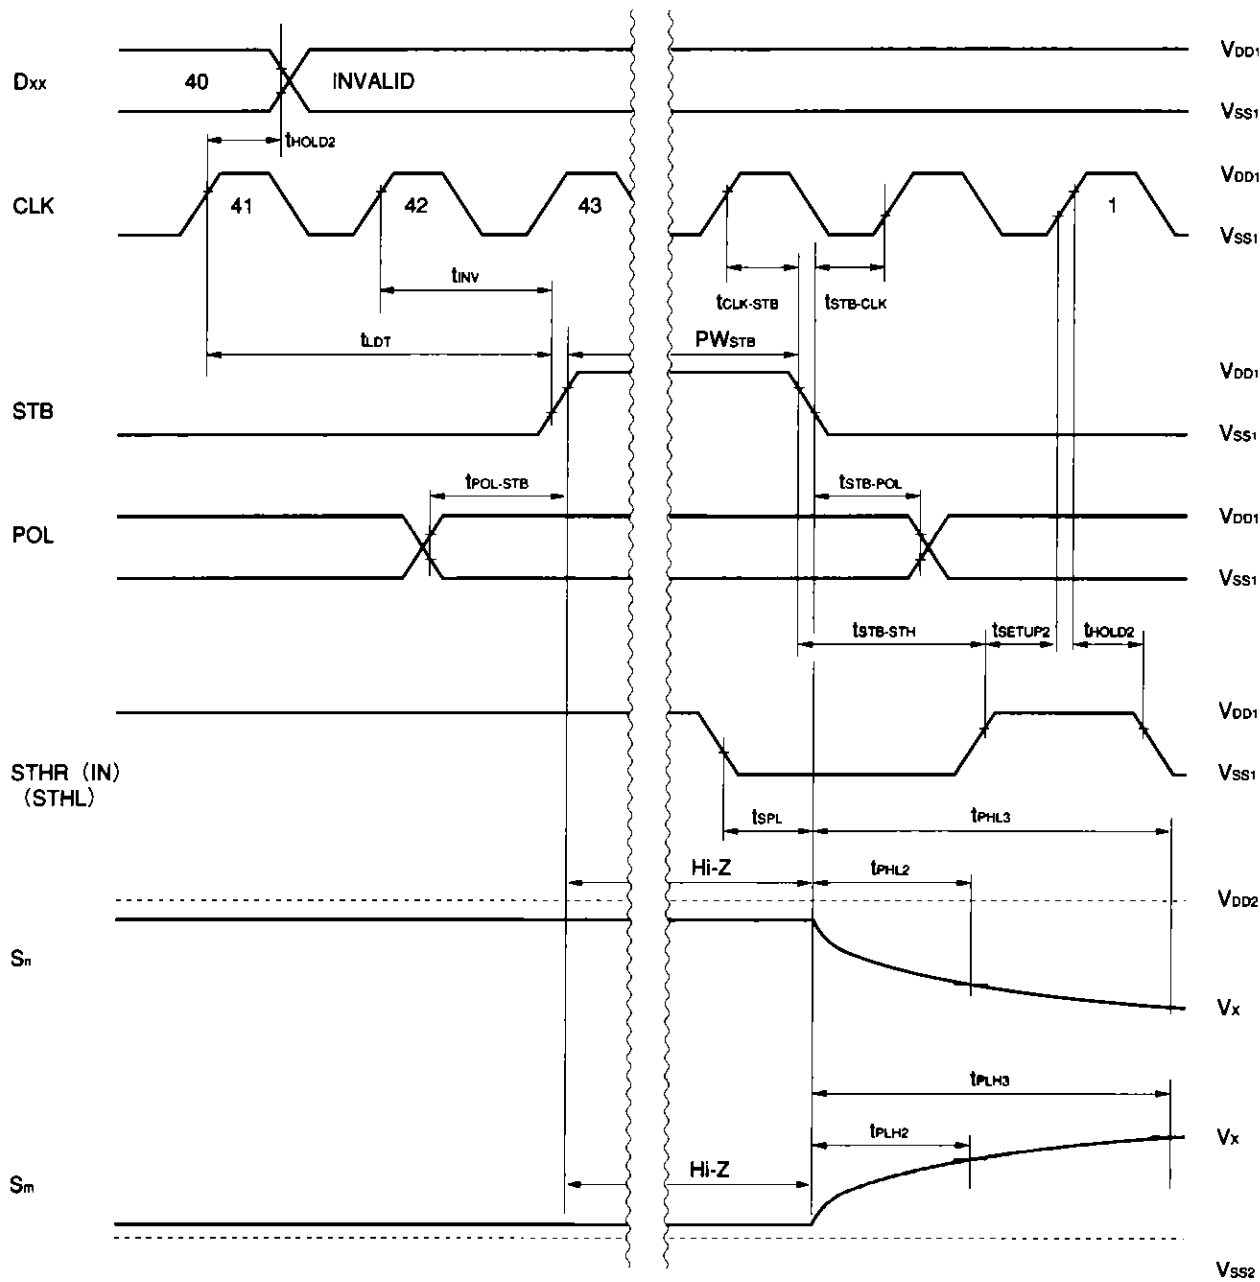 Dxx 40 INVALID VDD1
VSS1
tHOLD2
CLK 41 42 43 1 VDD1
VSS1
tINV tCLK-STB tSTB-CLK
tLDT PWSTB
STB VDD1
VSS1
tPOL-STB tSTB-POL
POL VDD1
VSS1
tSTB-STH tSETUP2 tHOLD2
VDD1
STHR (IN) VSS1
(STHL)
tSPL tPHL3
Hi-Z tPHL2
VDD2
Sn
Vx
tPLH3
tPLH2 Vx
Hi-Z
Sm
VSS2